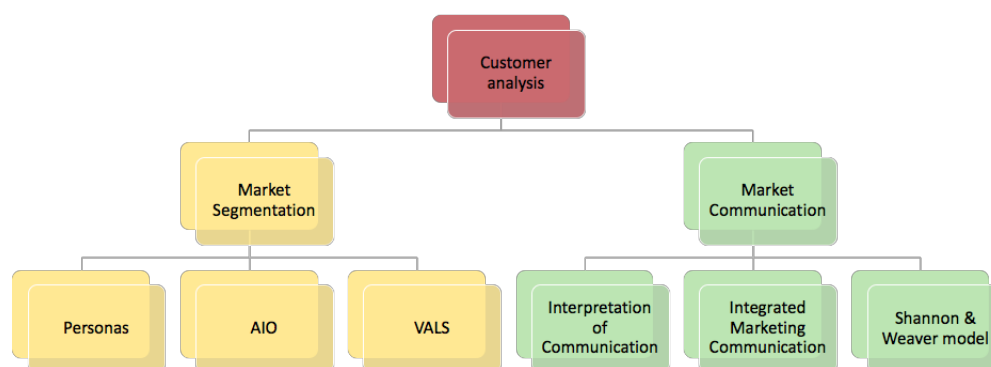 Customer
analysis
Market
Segmentation
Market
Communication
Personas
AIO
VALS
Interpretation
of
Communication
Integrated
Marketing
Communication
Shannon &
Weaver model